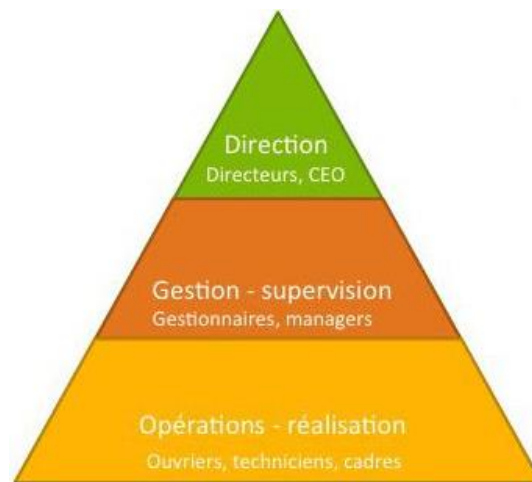 Direction
Directeurs, CEO
Gestion - supervision
Gestionnaires, managers
Opérations - réalisation
Ouvriers, techniciens, cadres